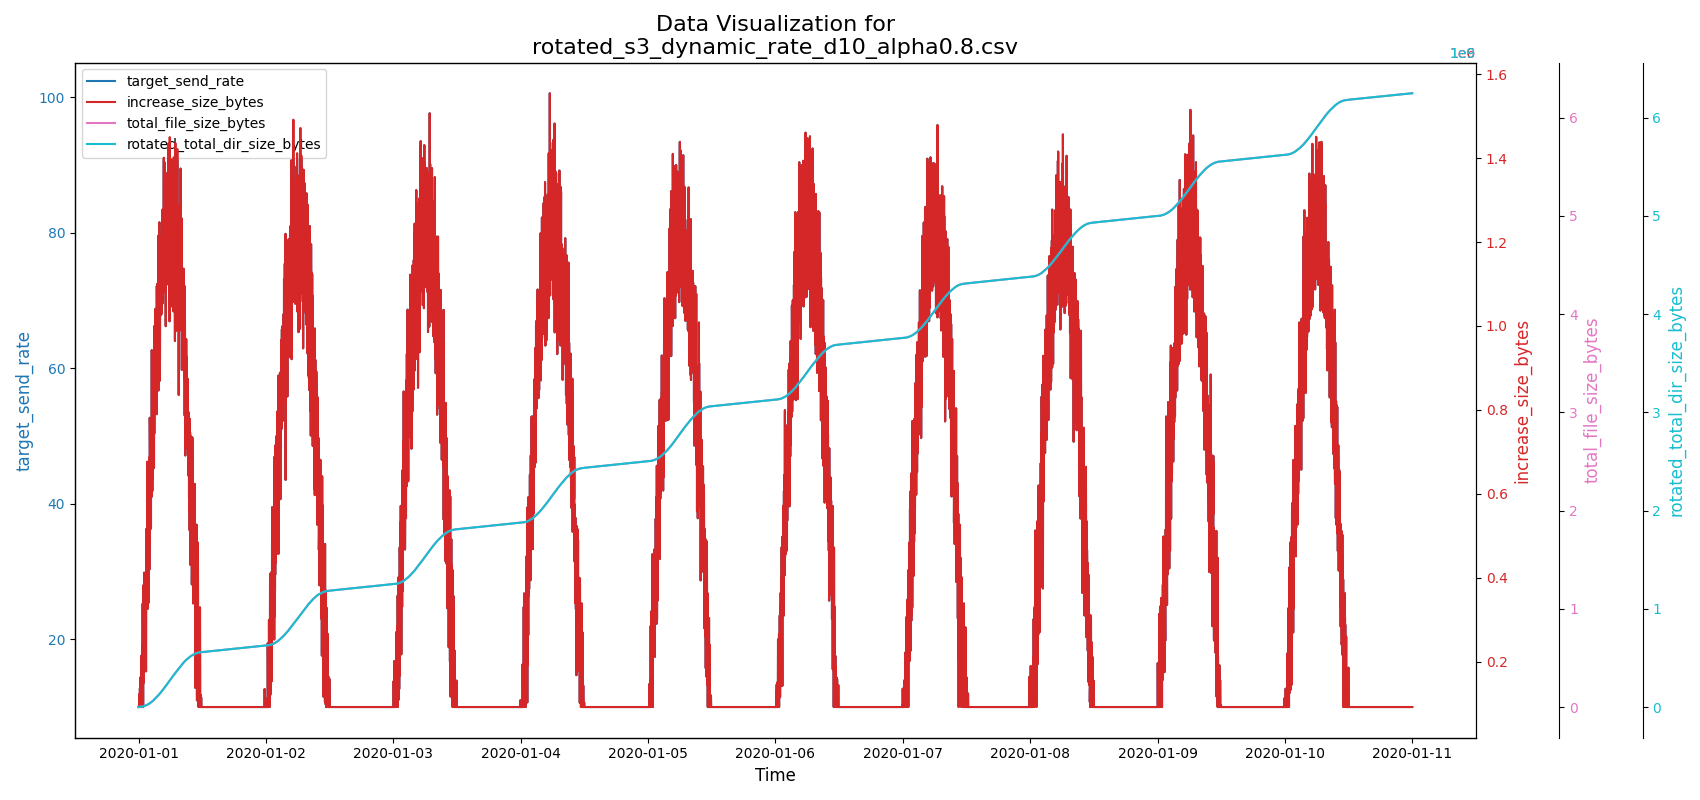 Data Visualization for
rotated_s3_dynamic_rate_d10_alpha0.8.csv
target_send_rate
increase_size_bytes
total_file_size_bytes
rotated_total_dir_size_bytes
100
80
60
40
20
target_send_rate
2020-01-01 2020-01-02 2020-01-03 2020-01-04 2020-01-05 2020-01-06 2020-01-07 2020-01-08 2020-01-09 2020-01-10 2020-01-11
Time
1.6
1.4
1.2
1.0
0.8
0.6
0.4
0.2
increase_size_bytes
6
5
4
3
2
1
0
total_file_size_bytes
6
5
4
3
2
1
0
rotated_total_dir_size_bytes